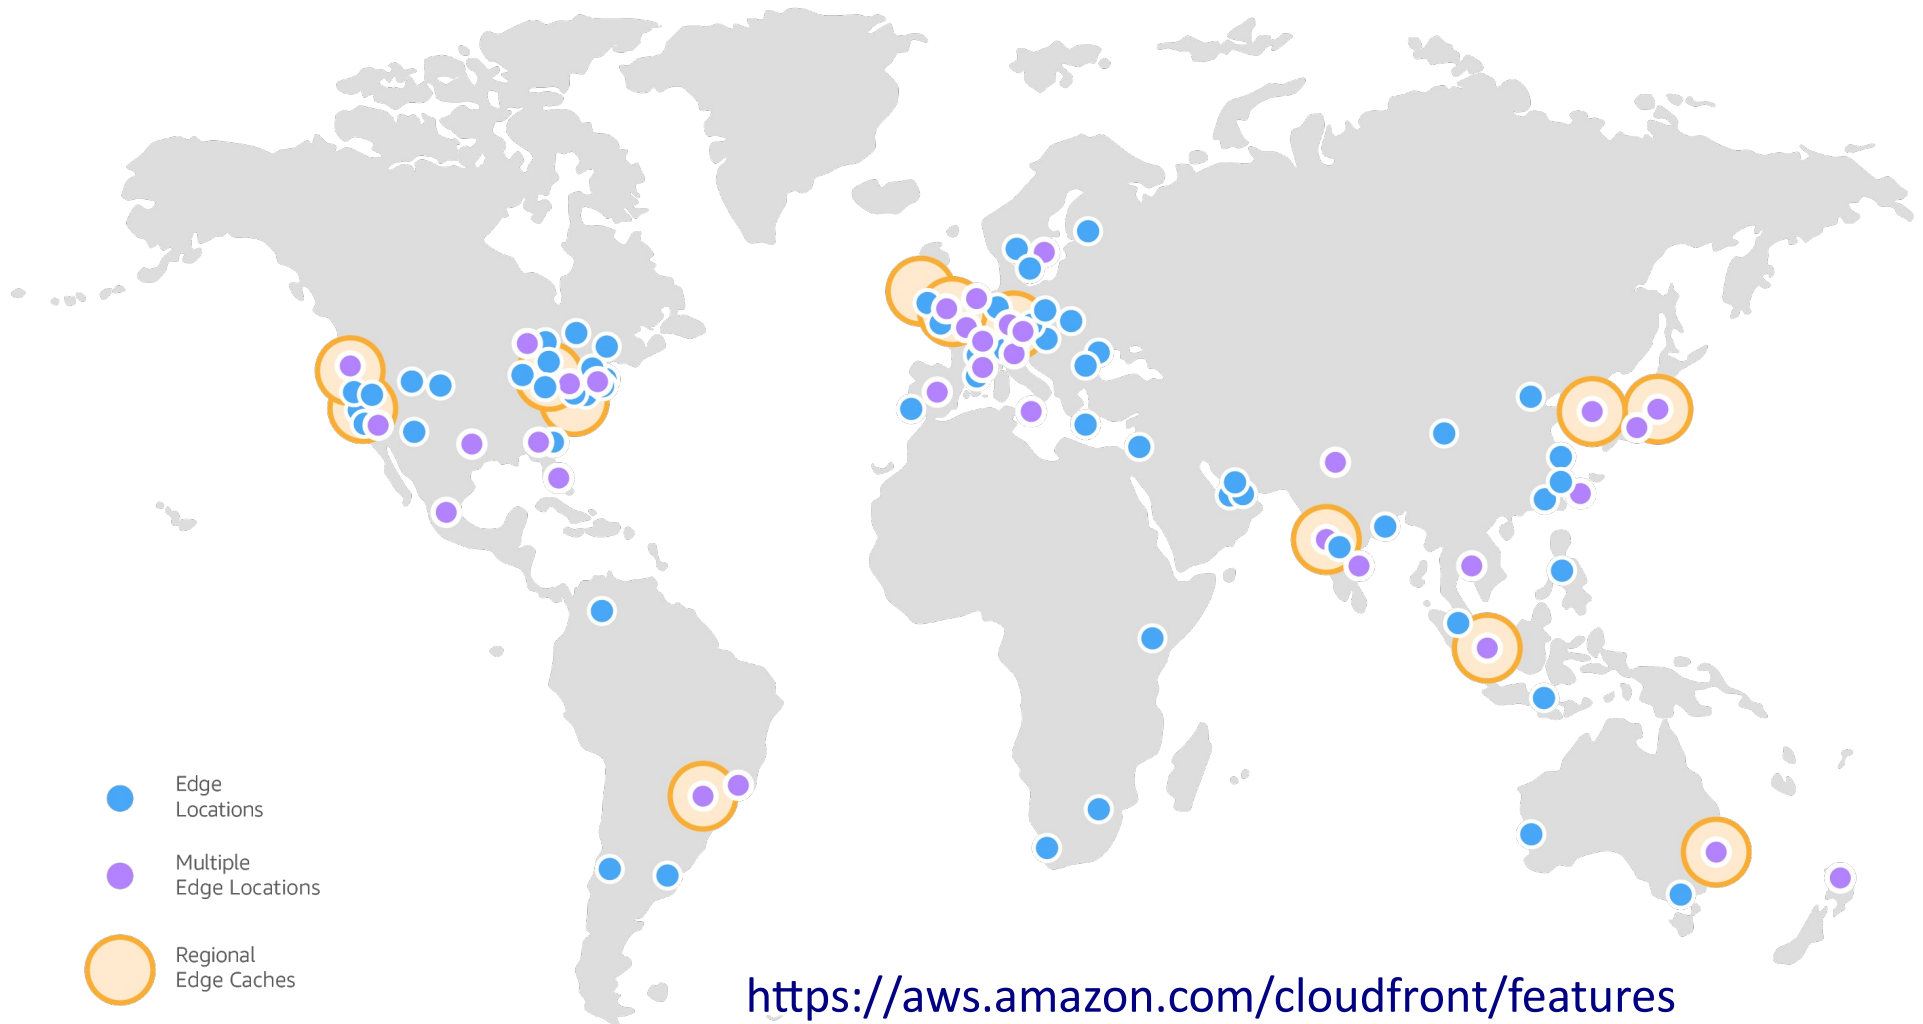 Edge
Locations
Multiple
Edge Locations
Regional
Edge Caches
https://aws.amazon.com/cloudfront/features